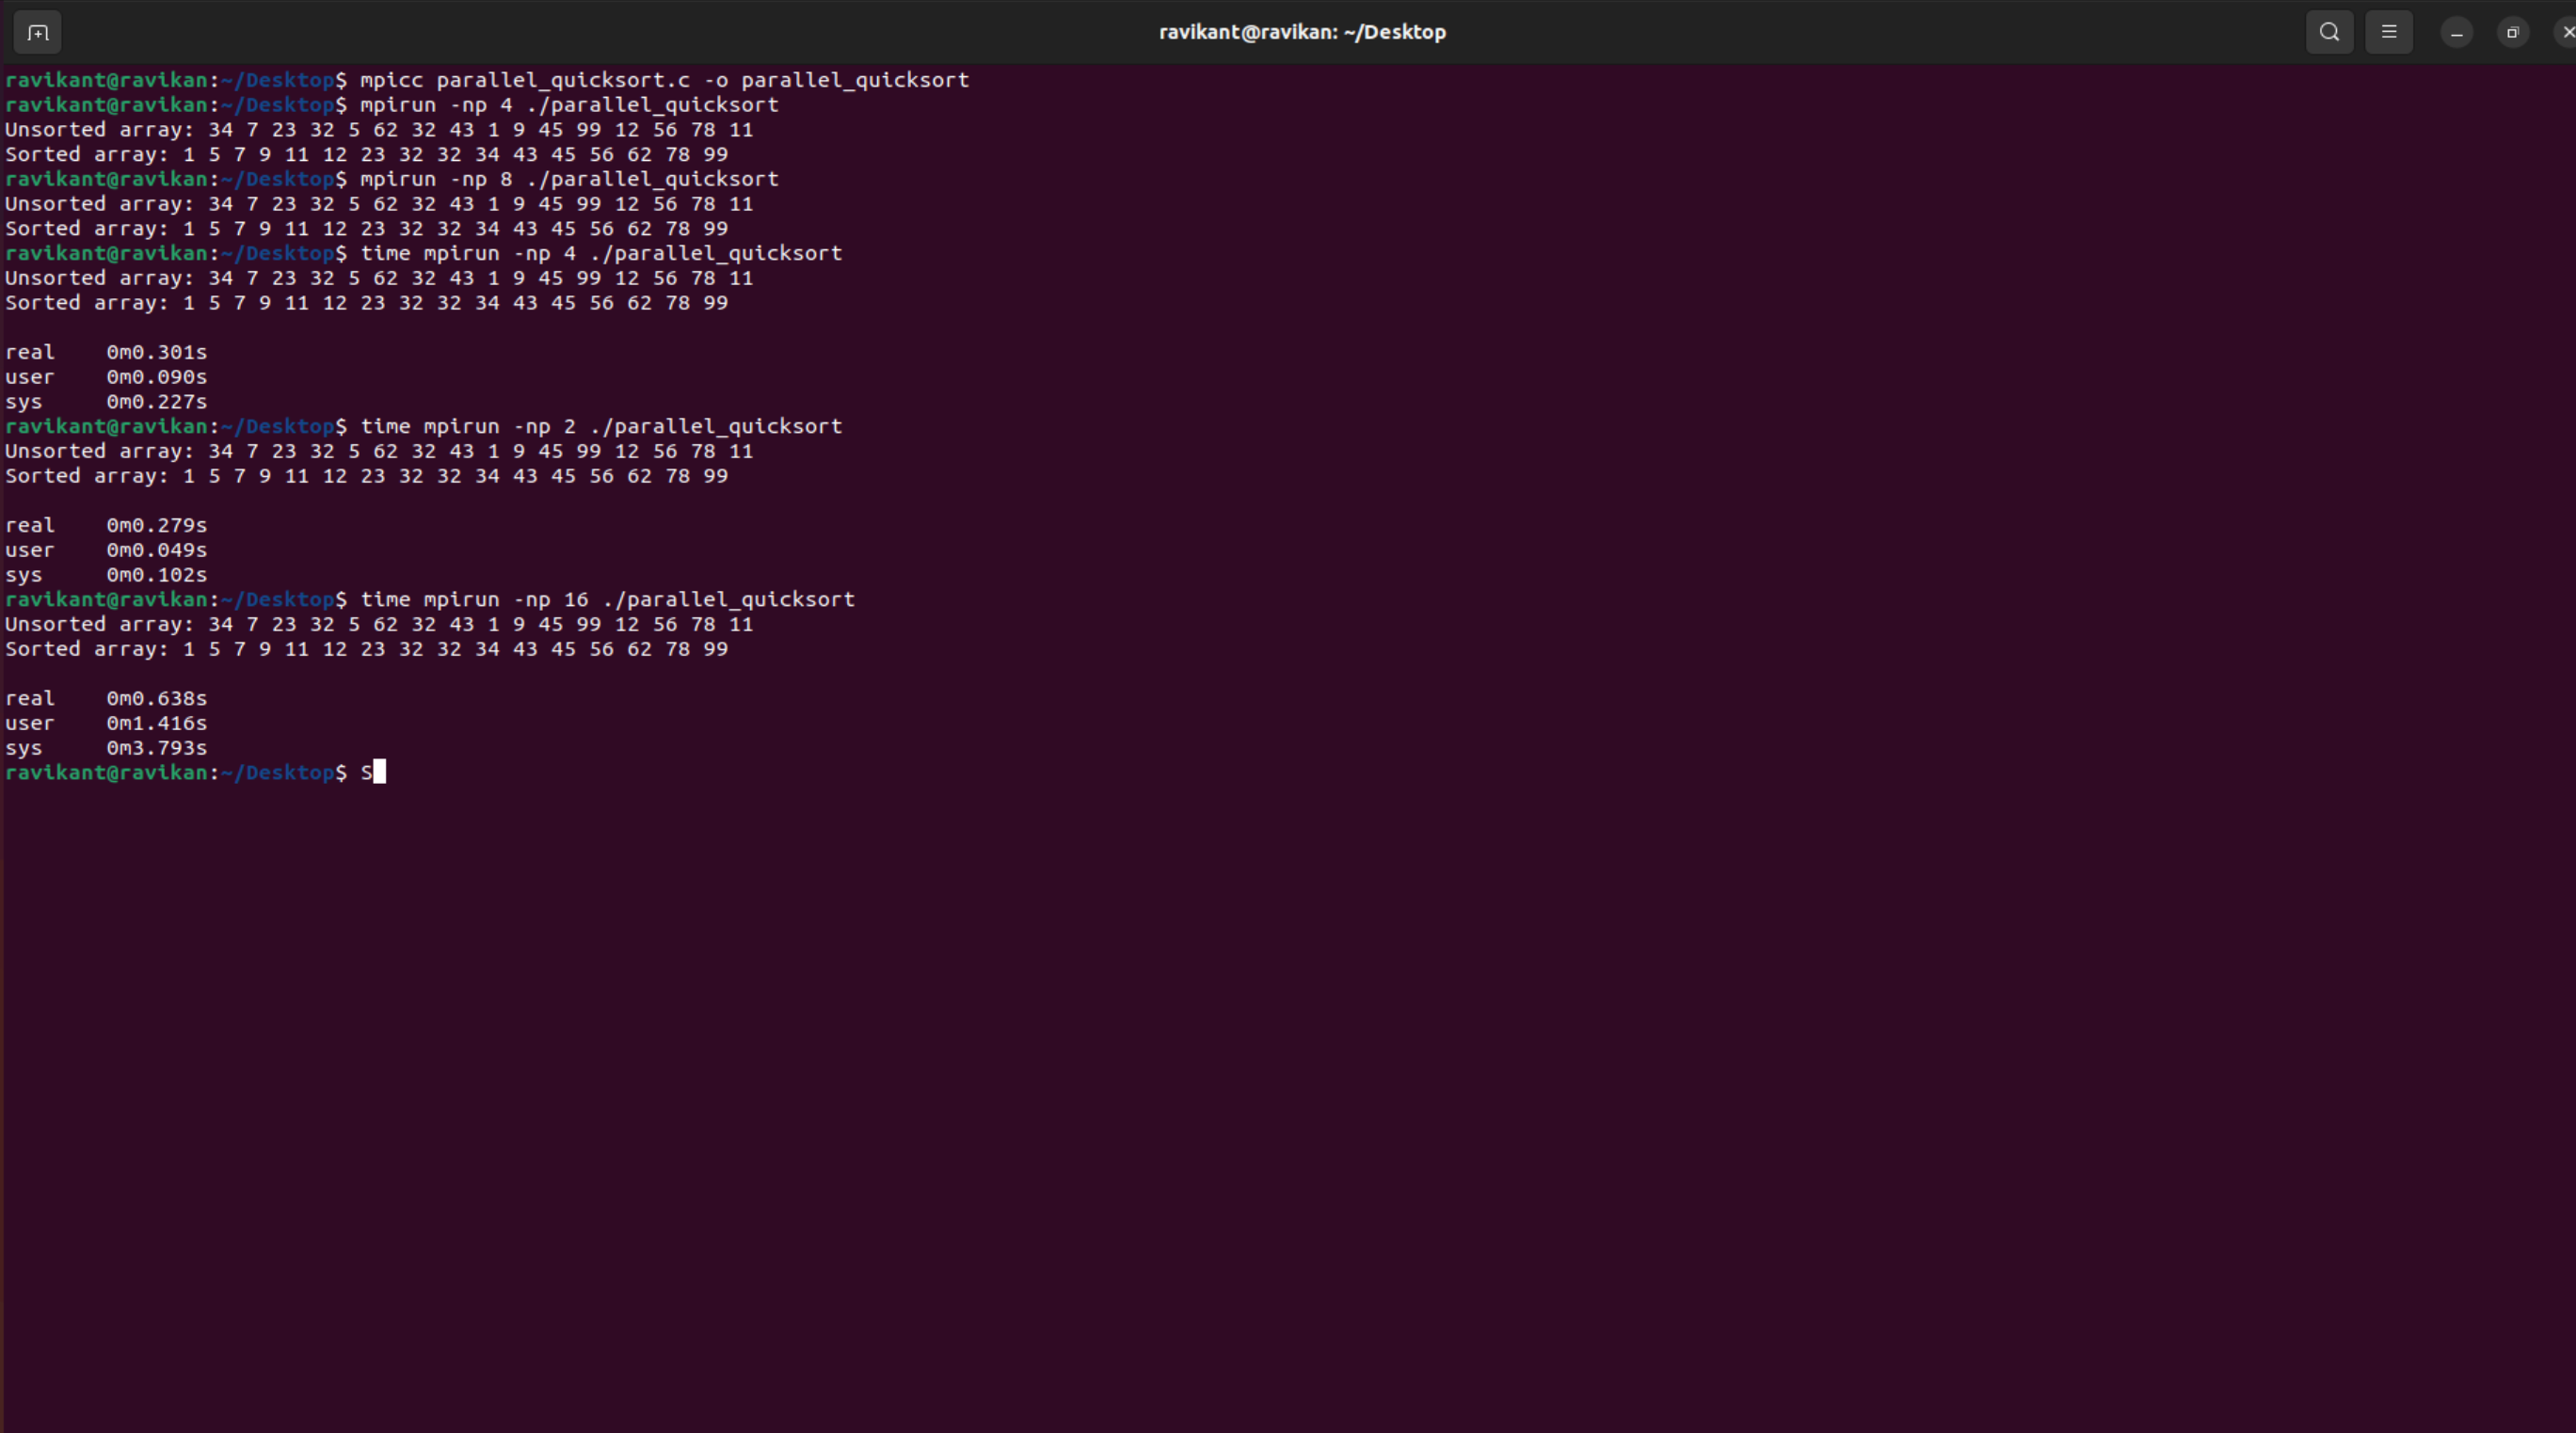 ravikant@ravikan: ~/Desktop
ravikant@ravikan:~/Desktop$ mpicc parallel_quicksort.c -o parallel_quicksort
ravikant@ravikan:~/Desktop$ mpirun -np 4 ./parallel_quicksort
Unsorted array: 34 7 23 32 5 62 32 43 1 9 45 99 12 56 78 11
Sorted array: 1 5 7 9 11 12 23 32 32 34 43 45 56 62 78 99
ravikant@ravikan:~/Desktop$ mpirun -np 8 ./parallel_quicksort
Unsorted array: 34 7 23 32 5 62 32 43 1 9 45 99 12 56 78 11
Sorted array: 1 5 7 9 11 12 23 32 32 34 43 45 56 62 78 99
ravikant@ravikan:~/Desktop$ time mpirun -np 4 ./parallel_quicksort
Unsorted array: 34 7 23 32 5 62 32 43 1 9 45 99 12 56 78 11
Sorted array: 1 5 7 9 11 12 23 32 32 34 43 45 56 62 78 99
real 0m0.301s
user 0m0.090s
sys 0m0.227s
ravikant@ravikan:~/Desktop$ time mpirun -np 2 ./parallel_quicksort
Unsorted array: 34 7 23 32 5 62 32 43 1 9 45 99 12 56 78 11
Sorted array: 1 5 7 9 11 12 23 32 32 34 43 45 56 62 78 99
real 0m0.279s
user 0m0.049s
sys 0m0.102s
ravikant@ravikan:~/Desktop$ time mpirun -np 16 ./parallel_quicksort
Unsorted array: 34 7 23 32 5 62 32 43 1 9 45 99 12 56 78 11
Sorted array: 1 5 7 9 11 12 23 32 32 34 43 45 56 62 78 99
real 0m0.638s
user 0m1.416s
sys 0m3.793s
ravikant@ravikan:~/Desktop$ S